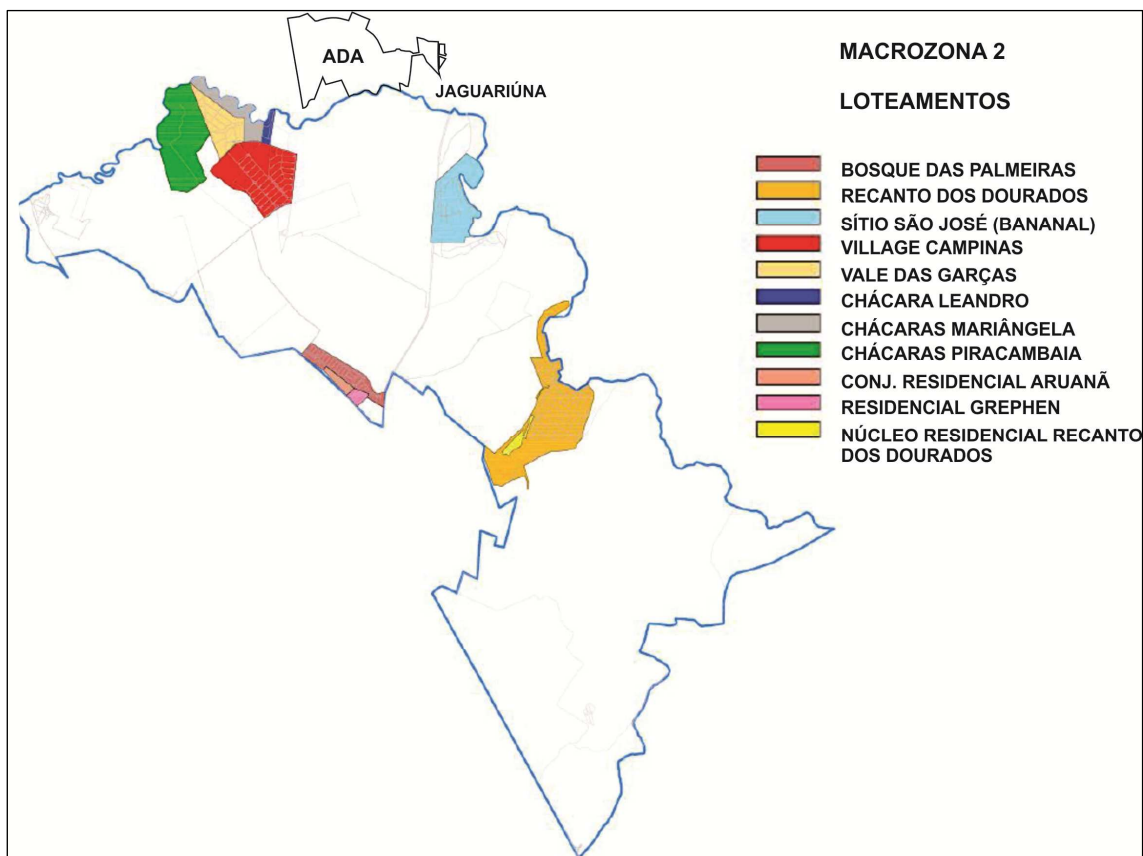 ADA
JAGUARIÚNA
MACROZONA 2
LOTEAMENTOS
BOSQUE DAS PALMEIRAS
RECANTO DOS DOURADOS
SÍTIO SÃO JOSÉ (BANANAL)
VILLAGE CAMPINAS
VALE DAS GARÇAS
CHÁCARA LEANDRO
CHÁCARAS MARIÂNGELA
CHÁCARAS PIRACAMBAIA
CONJ. RESIDENCIAL ARUANÃ
RESIDENCIAL GREPHEN
NÚCLEO RESIDENCIAL RECANTO
DOS DOURADOS